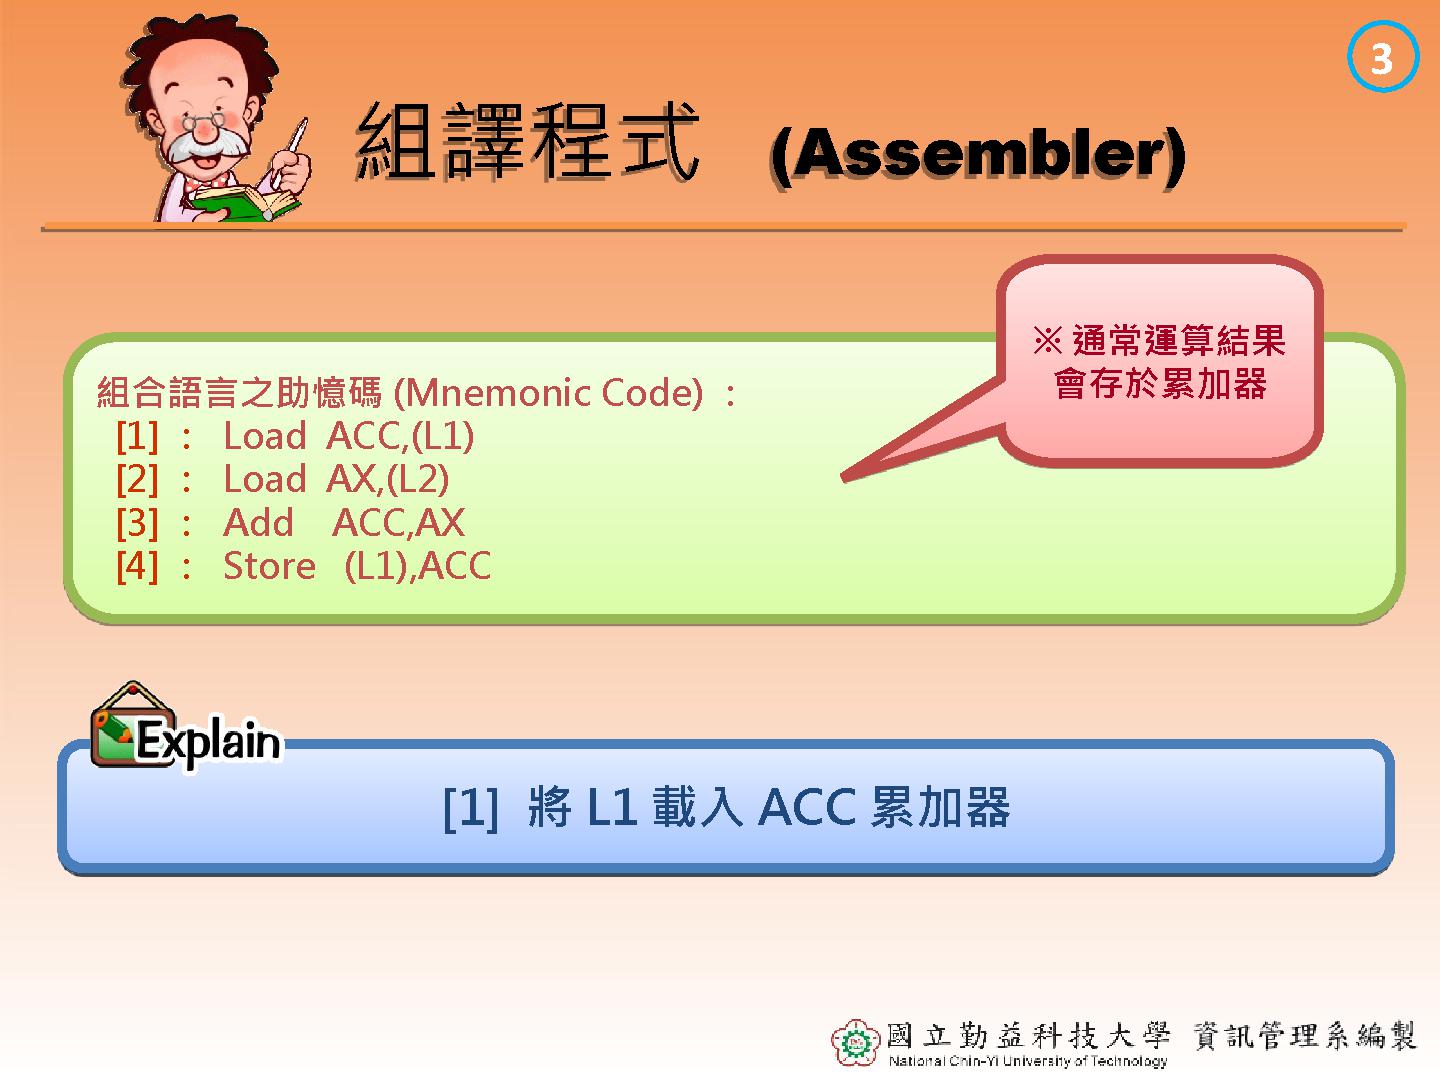 3
組譯程式 (Assembler)
※ 通常運算結果
會存於累加器
組合語言之助憶碼 (Mnemonic Code) ：
[1] ： Load ACC,(L1)
[2] ： Load AX,(L2)
[3] ： Add ACC,AX
[4] ： Store (L1),ACC
Explain
[1] 將 L1 載入 ACC 累加器
國立勤益科技大學 資訊管理系編製
National Chin-Yi University of Technology